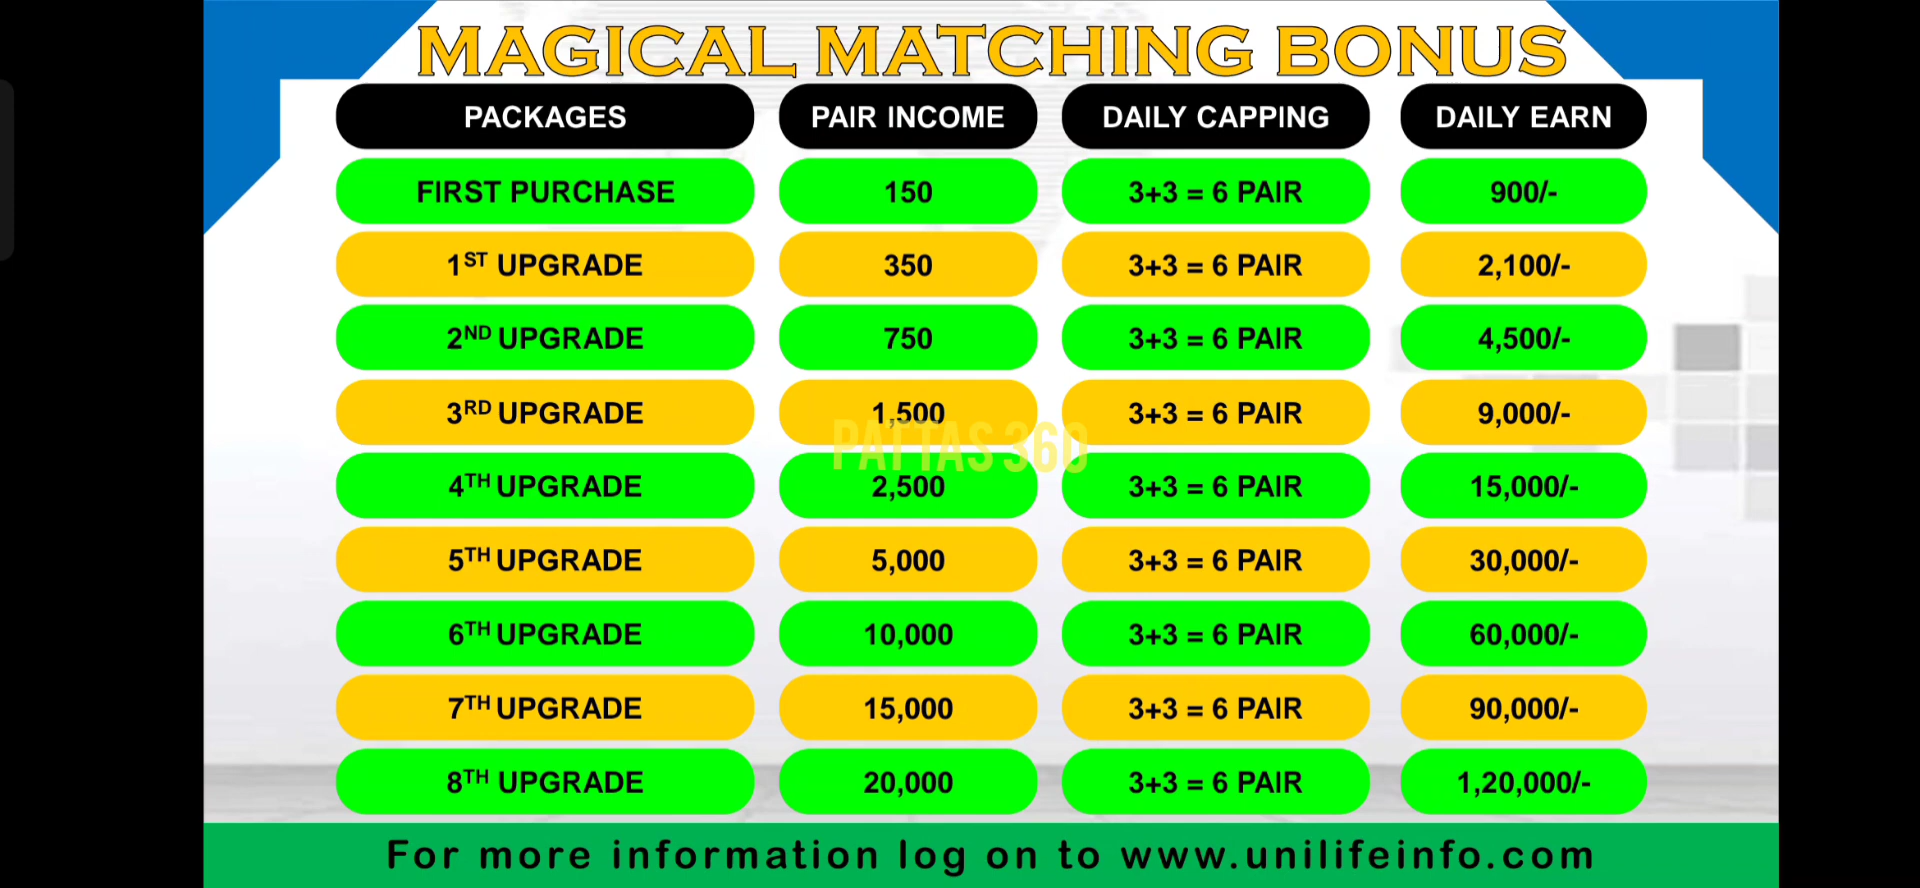 MAGICAL MATCHING BONUS
PACKAGES PAIR INCOME DAILY CAPPING DAILY EARN
FIRST PURCHASE 150 3+3 = 6 PAIR 900/-
1ST UPGRADE 350 3+3 = 6 PAIR 2,100/-
2ND UPGRADE 750 3+3 = 6 PAIR 4,500/-
3RD UPGRADE 1,500 3+3 = 6 PAIR 9,000/-
PATTAS 360
4TH UPGRADE 2,500 3+3 = 6 PAIR 15,000/-
5TH UPGRADE 5,000 3+3 = 6 PAIR 30,000/-
6TH UPGRADE 10,000 3+3 = 6 PAIR 60,000/-
7TH UPGRADE 15,000 3+3 = 6 PAIR 90,000/-
8TH UPGRADE 20,000 3+3 = 6 PAIR 1,20,000/-
For more information log on to www.unilifeinfo.com